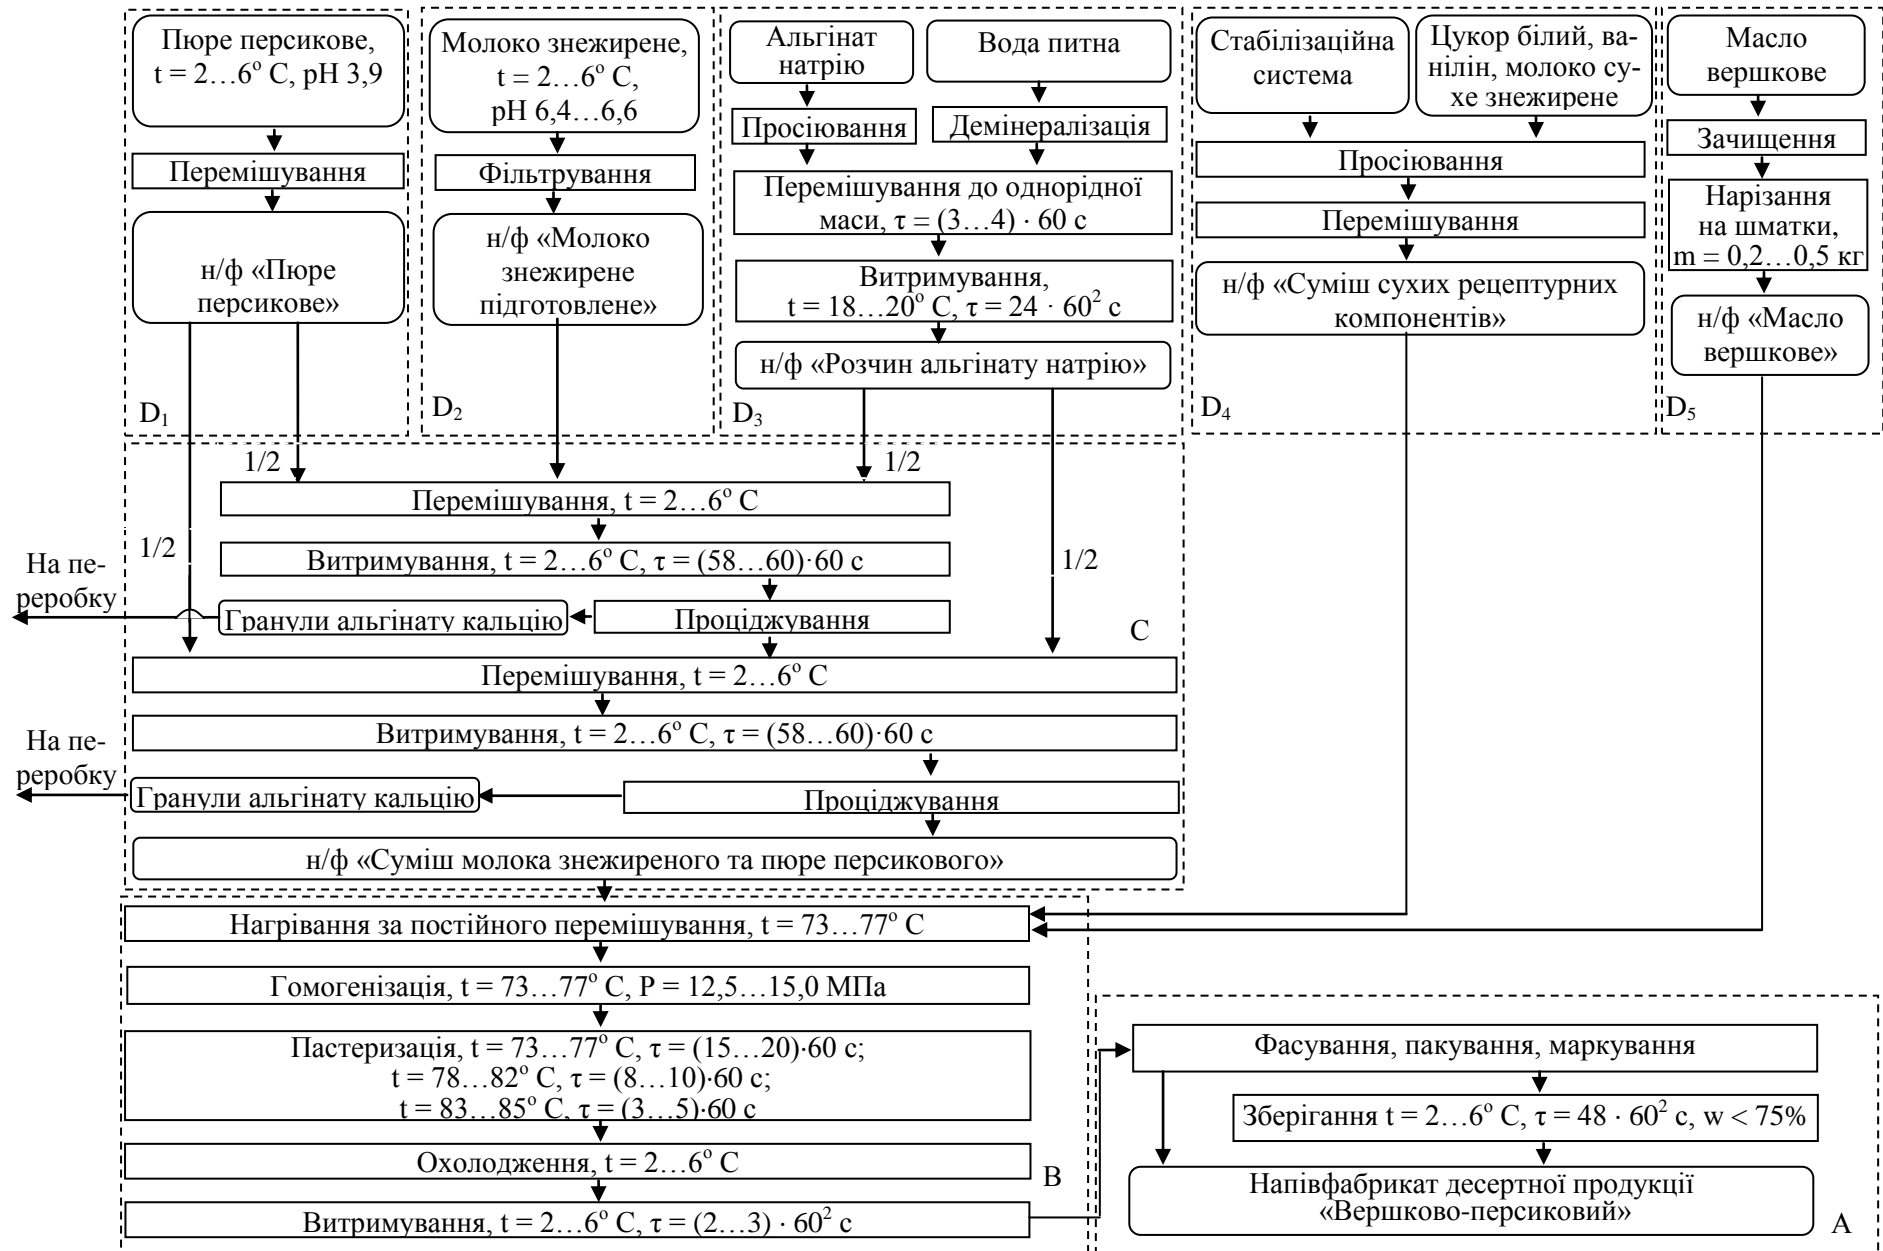 Пюре персикове,
t = 2…6° С, рН 3,9
Перемішування
н/ф «Пюре
персикове»
D₁
Молоко знежирене,
t = 2…6° С,
рН 6,4…6,6
Фільтрування
н/ф «Молоко
знежирене
підготовлене»
D₂
Альгінат
натрію
Вода питна
Просіювання
Демінералізація
Перемішування до однорідної
маси, τ = (3…4) · 60 с
Витримування,
t = 18…20° С, τ = 24 · 60² с
н/ф «Розчин альгінату натрію»
D₃
Стабілізаційна
система
Цукор білий, ва-
нілін, молоко су-
хе знежирене
Просіювання
Перемішування
н/ф «Суміш сухих рецептурних
компонентів»
D₄
Масло
вершкове
Зачищення
Нарізання
на шматки,
m = 0,2…0,5 кг
н/ф «Масло
вершкове»
D₅
1/2
1/2
Перемішування, t = 2…6° С
1/2
Витримування, t = 2…6° С, τ = (58…60)·60 с
1/2
На пе-
реробку
Гранули альгінату кальцію
Проціджування
С
Перемішування, t = 2…6° С
Витримування, t = 2…6° С, τ = (58…60)·60 с
На пе-
реробку
Гранули альгінату кальцію
Проціджування
н/ф «Суміш молока знежиреного та пюре персикового»
Нагрівання за постійного перемішування, t = 73…77° С
Гомогенізація, t = 73…77° С, Р = 12,5…15,0 МПа
Пастеризація, t = 73…77° С, τ = (15…20)·60 с;
t = 78…82° С, τ = (8…10)·60 с;
t = 83…85° С, τ = (3…5)·60 с
Охолодження, t = 2…6° С
В
Витримування, t = 2…6° С, τ = (2…3) · 60² с
Фасування, пакування, маркування
Зберігання t = 2…6° С, τ = 48 · 60² с, w < 75%
Напівфабрикат десертної продукції
«Вершково-персиковий»
А